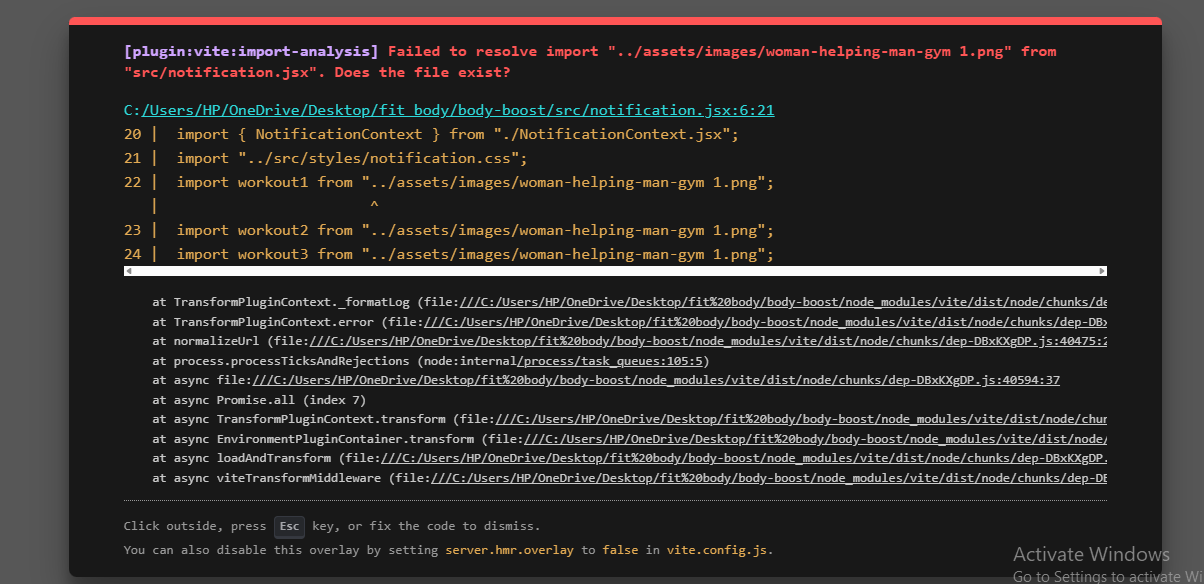 [plugin:vite:import-analysis] Failed to resolve import "../assets/images/woman-helping-man-gym 1.png" from
"src/notification.jsx". Does the file exist?
C:/Users/HP/OneDrive/Desktop/fit body/body-boost/src/notification.jsx:6:21
20 |  import { NotificationContext } from "./NotificationContext.jsx";
21 |  import "../src/styles/notification.css";
22 |  import workout1 from "../assets/images/woman-helping-man-gym 1.png";
|                        ^
23 |  import workout2 from "../assets/images/woman-helping-man-gym 1.png";
24 |  import workout3 from "../assets/images/woman-helping-man-gym 1.png";
at TransformPluginContext._formatLog (file:///C:/Users/HP/OneDrive/Desktop/fit%20body/body-boost/node_modules/vite/dist/node/chunks/de
at TransformPluginContext.error (file:///C:/Users/HP/OneDrive/Desktop/fit%20body/body-boost/node_modules/vite/dist/node/chunks/dep-DBx
at normalizeUrl (file:///C:/Users/HP/OneDrive/Desktop/fit%20body/body-boost/node_modules/vite/dist/node/chunks/dep-DBxKXgDP.js:40475:2
at process.processTicksAndRejections (node:internal/process/task_queues:105:5)
at async file:///C:/Users/HP/OneDrive/Desktop/fit%20body/body-boost/node_modules/vite/dist/node/chunks/dep-DBxKXgDP.js:40594:37
at async Promise.all (index 7)
at async TransformPluginContext.transform (file:///C:/Users/HP/OneDrive/Desktop/fit%20body/body-boost/node_modules/vite/dist/node/chun
at async EnvironmentPluginContainer.transform (file:///C:/Users/HP/OneDrive/Desktop/fit%20body/body-boost/node_modules/vite/dist/node/
at async loadAndTransform (file:///C:/Users/HP/OneDrive/Desktop/fit%20body/body-boost/node_modules/vite/dist/node/chunks/dep-DBxKXgDP.
at async viteTransformMiddleware (file:///C:/Users/HP/OneDrive/Desktop/fit%20body/body-boost/node_modules/vite/dist/node/chunks/dep-DB
Click outside, press Esc key, or fix the code to dismiss.
You can also disable this overlay by setting server.hmr.overlay to false in vite.config.js.
Activate Windows
Go to Settings to activate Wi